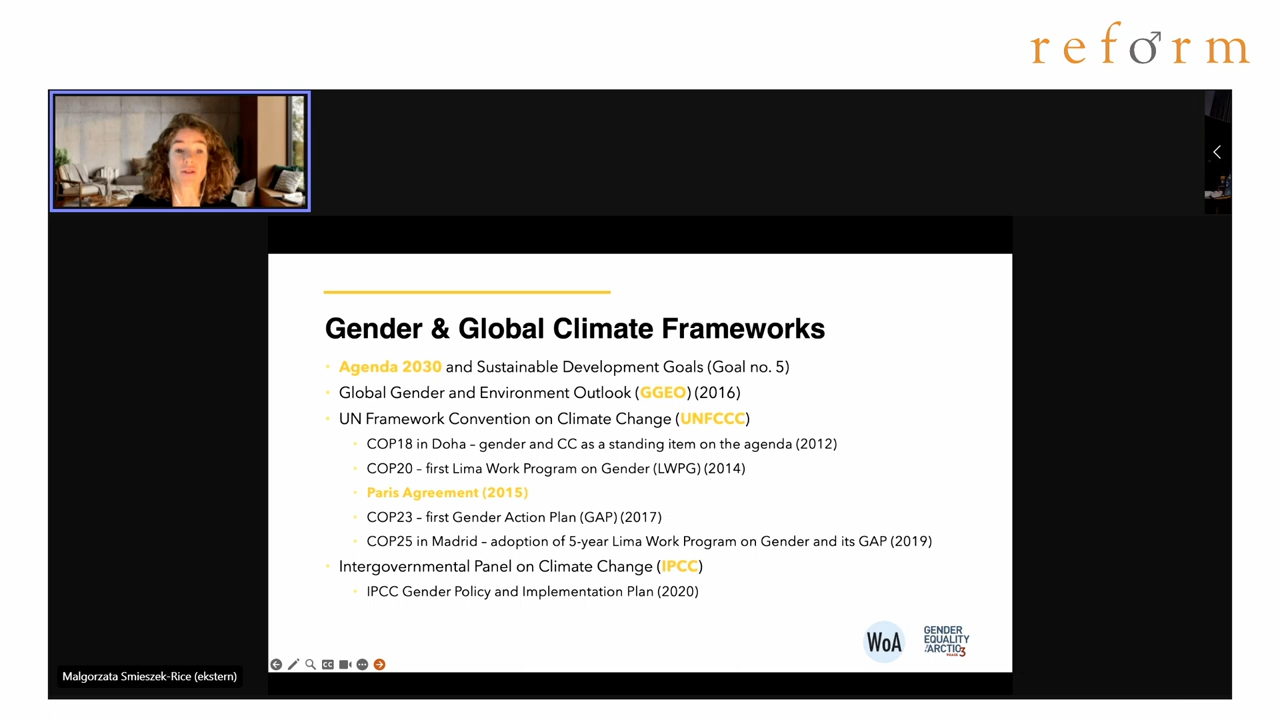 reform
Gender & Global Climate Frameworks
Agenda 2030 and Sustainable Development Goals (Goal no. 5)
Global Gender and Environment Outlook (GGEO) (2016)
UN Framework Convention on Climate Change (UNFCCC)
COP18 in Doha – gender and CC as a standing item on the agenda (2012)
COP20 – first Lima Work Program on Gender (LWPG) (2014)
Paris Agreement (2015)
COP23 – first Gender Action Plan (GAP) (2017)
COP25 in Madrid – adoption of 5-year Lima Work Program on Gender and its GAP (2019)
Intergovernmental Panel on Climate Change (IPCC)
IPCC Gender Policy and Implementation Plan (2020)
WoA
GENDER
EQUALITY
IN THE ARCTIC
PHASE 3
CC
Malgorzata Smieszek-Rice (ekstern)